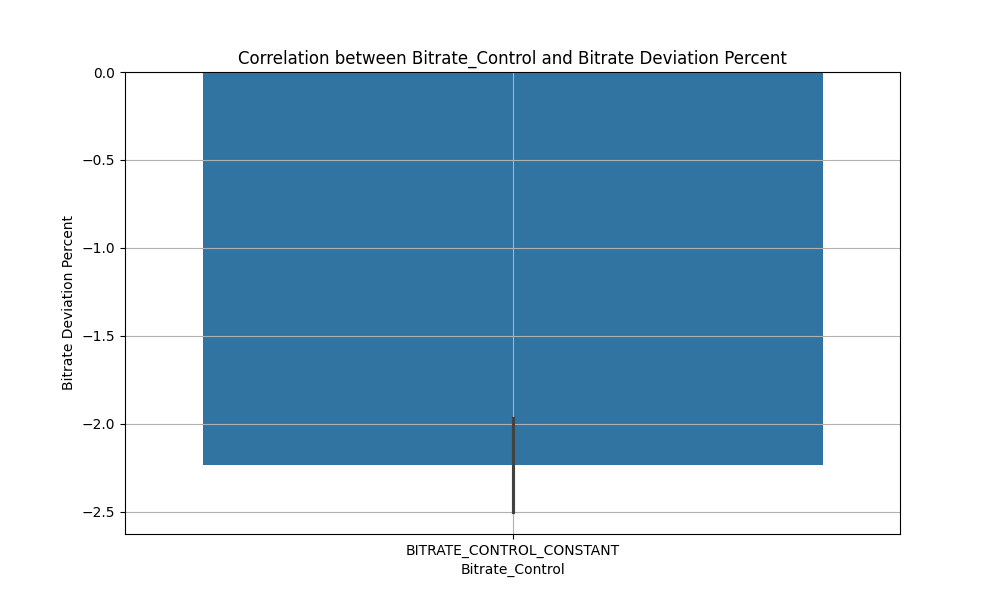 Correlation between Bitrate_Control and Bitrate Deviation Percent
0.0
−0.5
−1.0
−1.5
−2.0
−2.5
Bitrate Deviation Percent
BITRATE_CONTROL_CONSTANT
Bitrate_Control